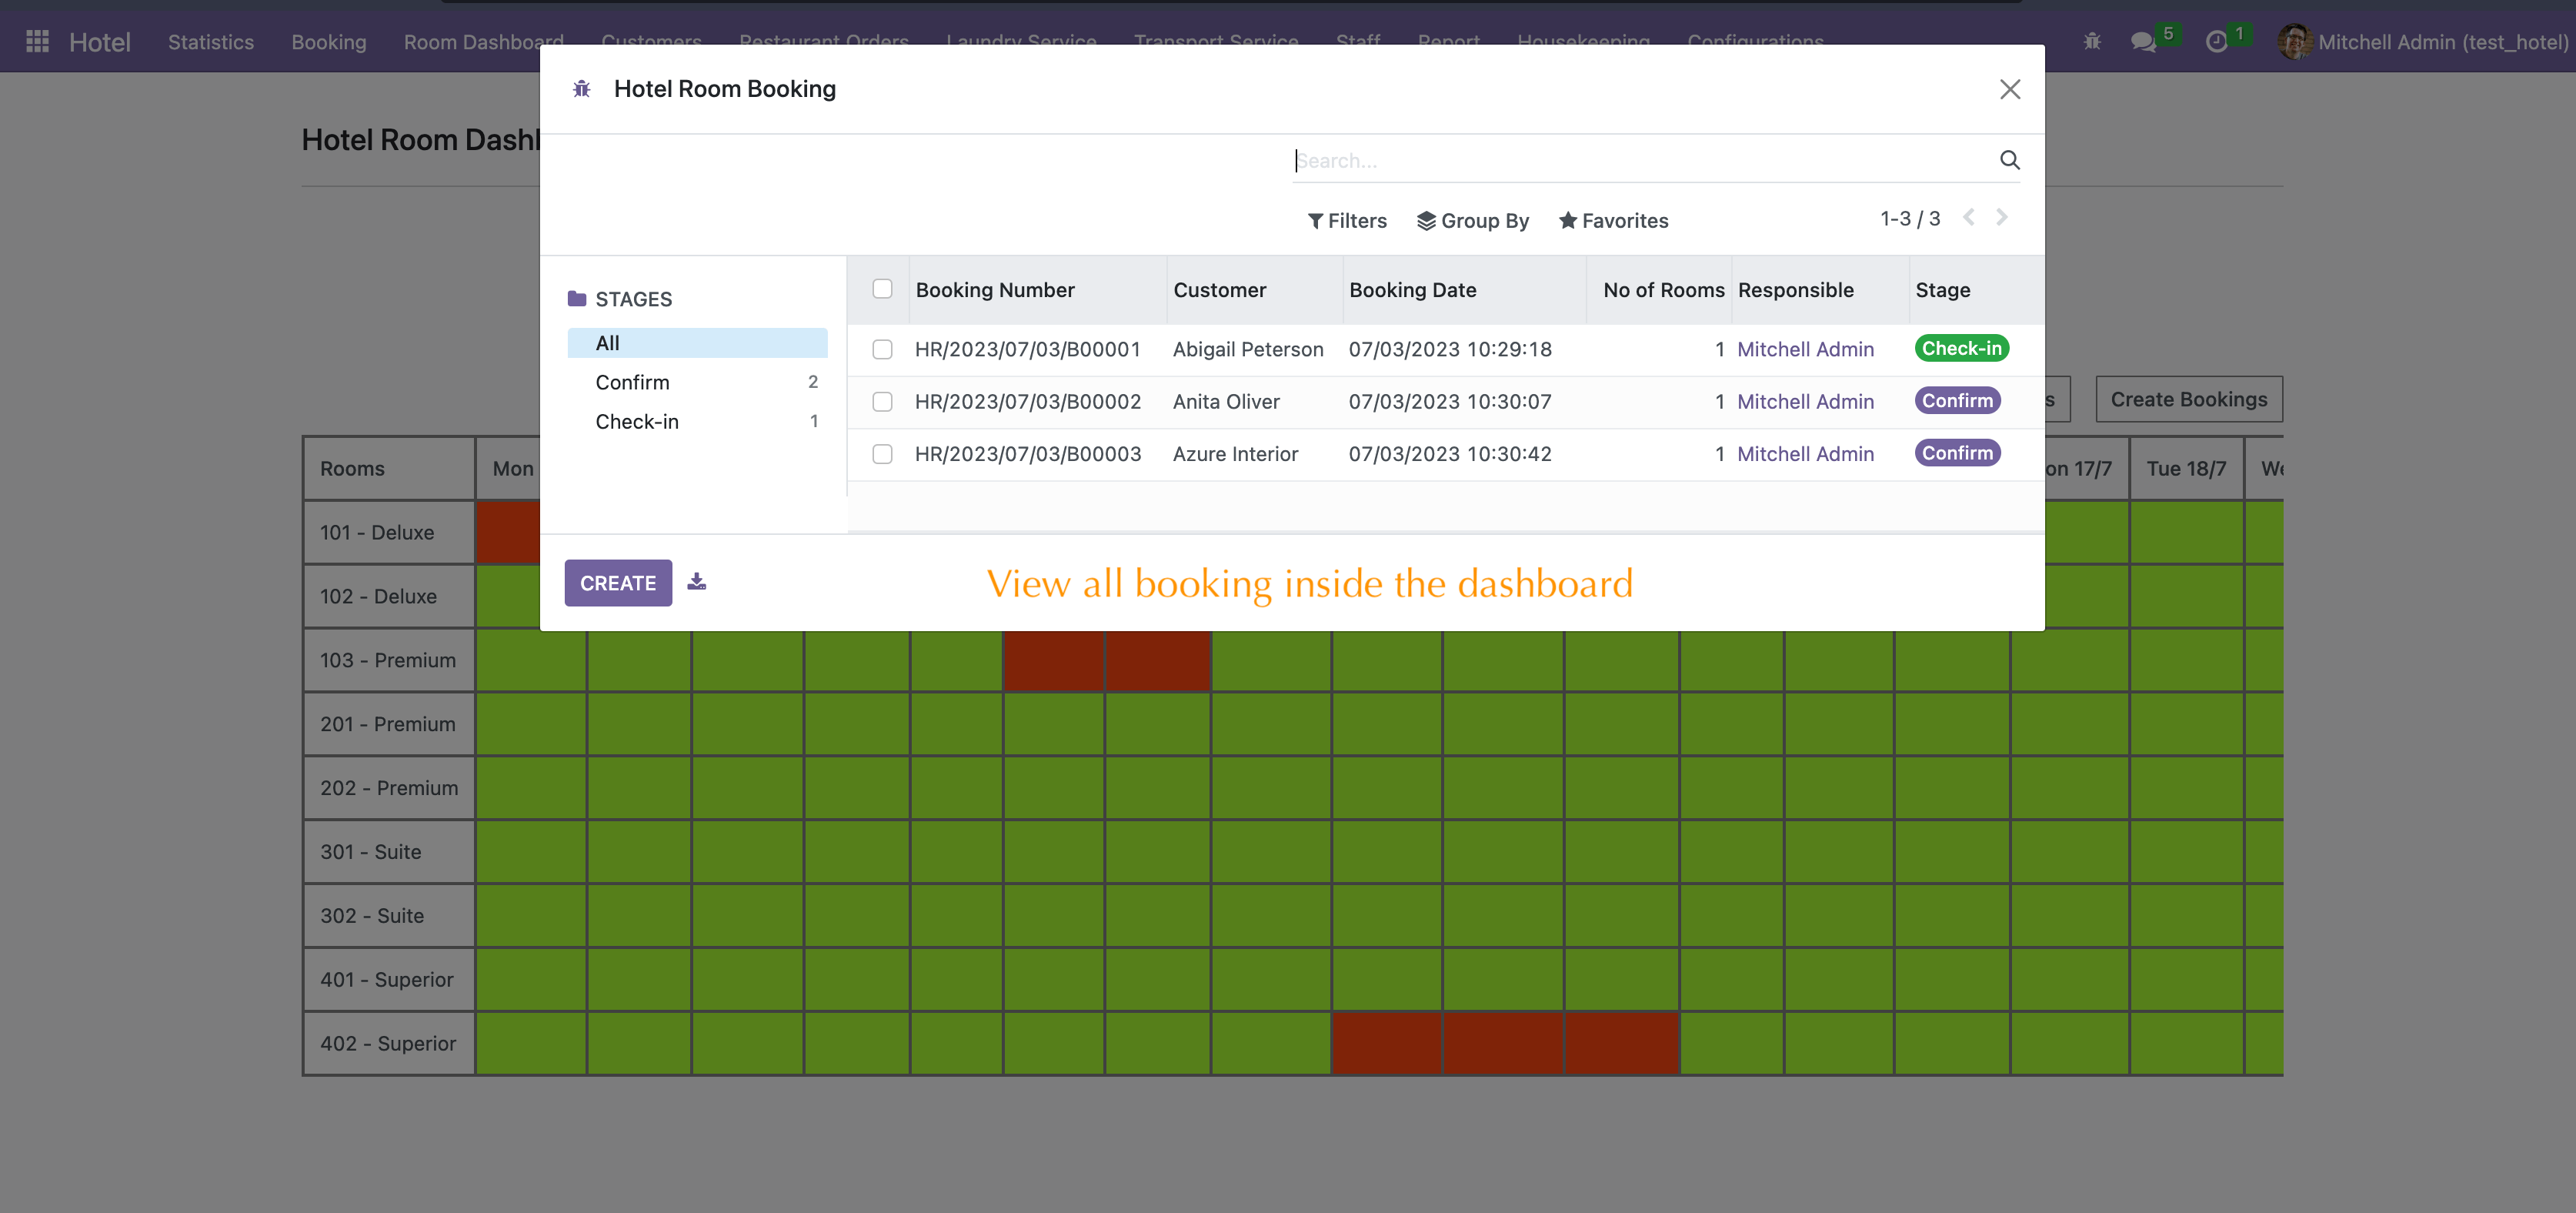 Hotel Statistics Booking Room Dashboard Customers Restaurant Orders Laundry Service Transport Service Staff Report Housekeeping Configurations 5 1 Mitchell Admin (test_hotel)
Hotel Room Booking
Hotel Room Dash
Search...
Filters Group By Favorites 1-3 / 3
STAGES
All
Confirm 2
Check-in 1
Booking Number Customer Booking Date No of Rooms Responsible Stage
HR/2023/07/03/B00001 Abigail Peterson 07/03/2023 10:29:18 1 Mitchell Admin Check-in
HR/2023/07/03/B00002 Anita Oliver 07/03/2023 10:30:07 1 Mitchell Admin Confirm
HR/2023/07/03/B00003 Azure Interior 07/03/2023 10:30:42 1 Mitchell Admin Confirm
CREATE
View all booking inside the dashboard
s Create Bookings
Rooms Mon on 17/7 Tue 18/7 We
101 - Deluxe
102 - Deluxe
103 - Premium
201 - Premium
202 - Premium
301 - Suite
302 - Suite
401 - Superior
402 - Superior